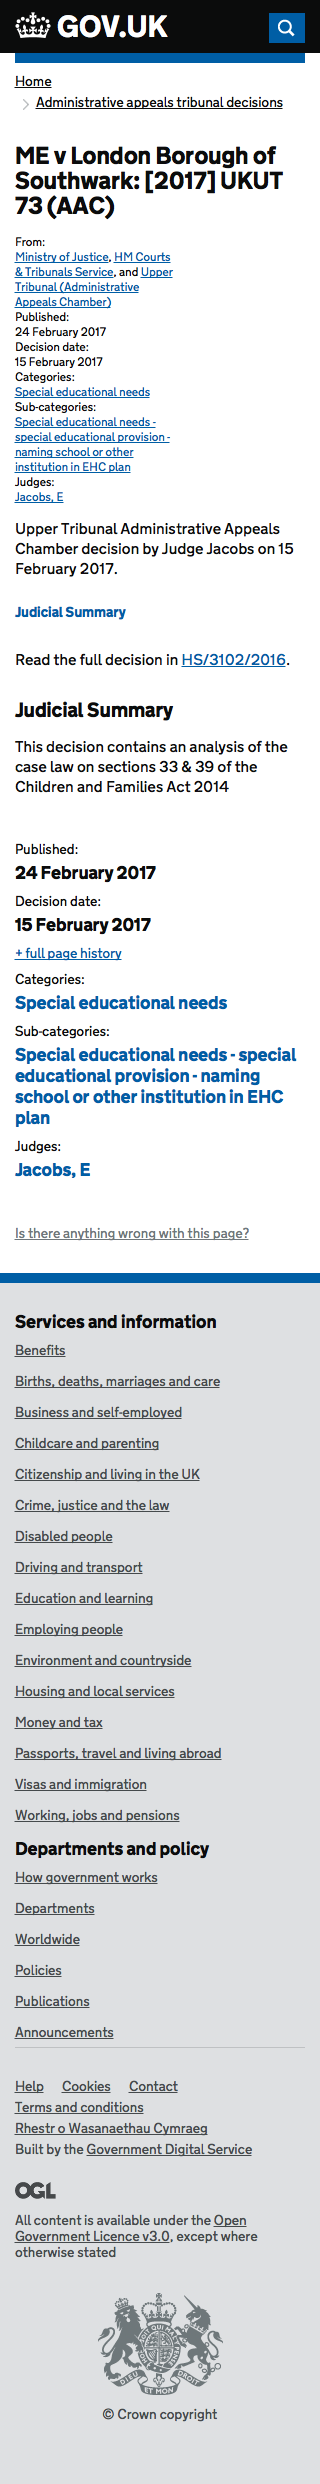 GOV.UK
Home
Administrative appeals tribunal decisions
ME v London Borough of
Southwark: [2017] UKUT
73 (AAC)
From:
Ministry of Justice, HM Courts
& Tribunals Service, and Upper
Tribunal (Administrative
Appeals Chamber)
Published:
24 February 2017
Decision date:
15 February 2017
Categories:
Special educational needs
Sub-categories:
Special educational needs -
special educational provision -
naming school or other
institution in EHC plan
Judges:
Jacobs, E
Upper Tribunal Administrative Appeals
Chamber decision by Judge Jacobs on 15
February 2017.
Judicial Summary
Read the full decision in HS/3102/2016.
Judicial Summary
This decision contains an analysis of the
case law on sections 33 & 39 of the
Children and Families Act 2014
Published:
24 February 2017
Decision date:
15 February 2017
+ full page history
Categories:
Special educational needs
Sub-categories:
Special educational needs - special
educational provision - naming
school or other institution in EHC
plan
Judges:
Jacobs, E
Is there anything wrong with this page?
Services and information
Benefits
Births, deaths, marriages and care
Business and self-employed
Childcare and parenting
Citizenship and living in the UK
Crime, justice and the law
Disabled people
Driving and transport
Education and learning
Employing people
Environment and countryside
Housing and local services
Money and tax
Passports, travel and living abroad
Visas and immigration
Working, jobs and pensions
Departments and policy
How government works
Departments
Worldwide
Policies
Publications
Announcements
Help Cookies Contact
Terms and conditions
Rhestr o Wasanaethau Cymraeg
Built by the Government Digital Service
OGL
All content is available under the Open
Government Licence v3.0, except where
otherwise stated
DIEU ET MON DROIT
© Crown copyright